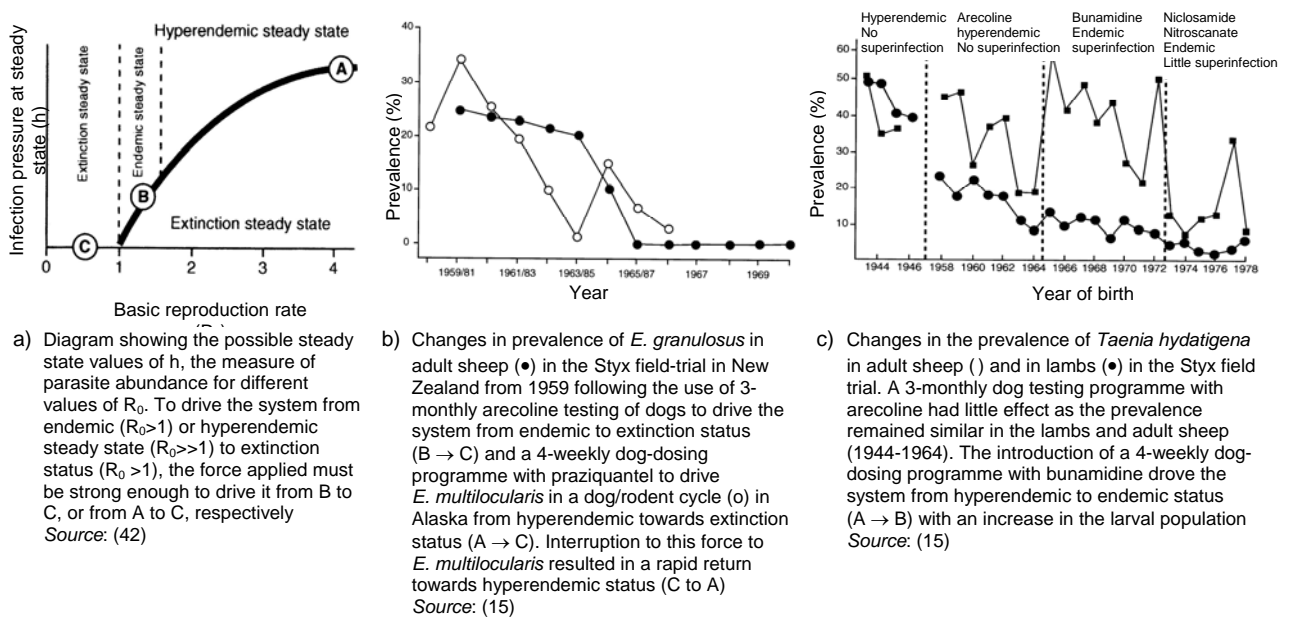 Hyperendemic steady state
Infection pressure at steady
state (h)
Extinction steady state
Endemic steady state
A
B
C
Extinction steady state
0
1
2
3
4
Basic reproduction rate
Prevalence (%)
40
30
20
10
0
1959/81
1961/83
1963/85
1965/87
1967
1969
Year
Hyperendemic
No
superinfection
Arecoline
hyperendemic
No superinfection
Bunamidine
Endemic
superinfection
Niclosamide
Nitroscanate
Endemic
Little superinfection
Prevalence (%)
60
50
40
30
20
10
1944
1946
1958
1960
1962
1964
1966
1968
1970
1972
1974
1976
1978
Year of birth
a) Diagram showing the possible steady
state values of h, the measure of
parasite abundance for different
values of R₀. To drive the system from
endemic (R₀>1) or hyperendemic
steady state (R₀>>1) to extinction
status (R₀ >1), the force applied must
be strong enough to drive it from B to
C, or from A to C, respectively
Source: (42)
b) Changes in prevalence of E. granulosus in
adult sheep (●) in the Styx field-trial in New
Zealand from 1959 following the use of 3-
monthly arecoline testing of dogs to drive the
system from endemic to extinction status
(B → C) and a 4-weekly dog-dosing
programme with praziquantel to drive
E. multilocularis in a dog/rodent cycle (o) in
Alaska from hyperendemic towards extinction
status (A → C). Interruption to this force to
E. multilocularis resulted in a rapid return
towards hyperendemic status (C to A)
Source: (15)
c) Changes in the prevalence of Taenia hydatigena
in adult sheep ( ) and in lambs (●) in the Styx field
trial. A 3-monthly dog testing programme with
arecoline had little effect as the prevalence
remained similar in the lambs and adult sheep
(1944-1964). The introduction of a 4-weekly dog-
dosing programme with bunamidine drove the
system from hyperendemic to endemic status
(A → B) with an increase in the larval population
Source: (15)